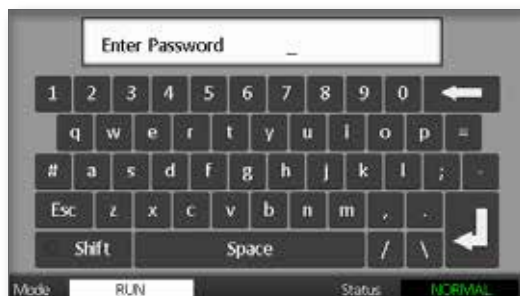 Enter Password _
1 2 3 4 5 6 7 8 9 0
q w e r t y u i o p =
# a s d f g h j k l ; -
Esc z x c v b n m , .
Shift Space / \
Mode RUN Status NORMAL